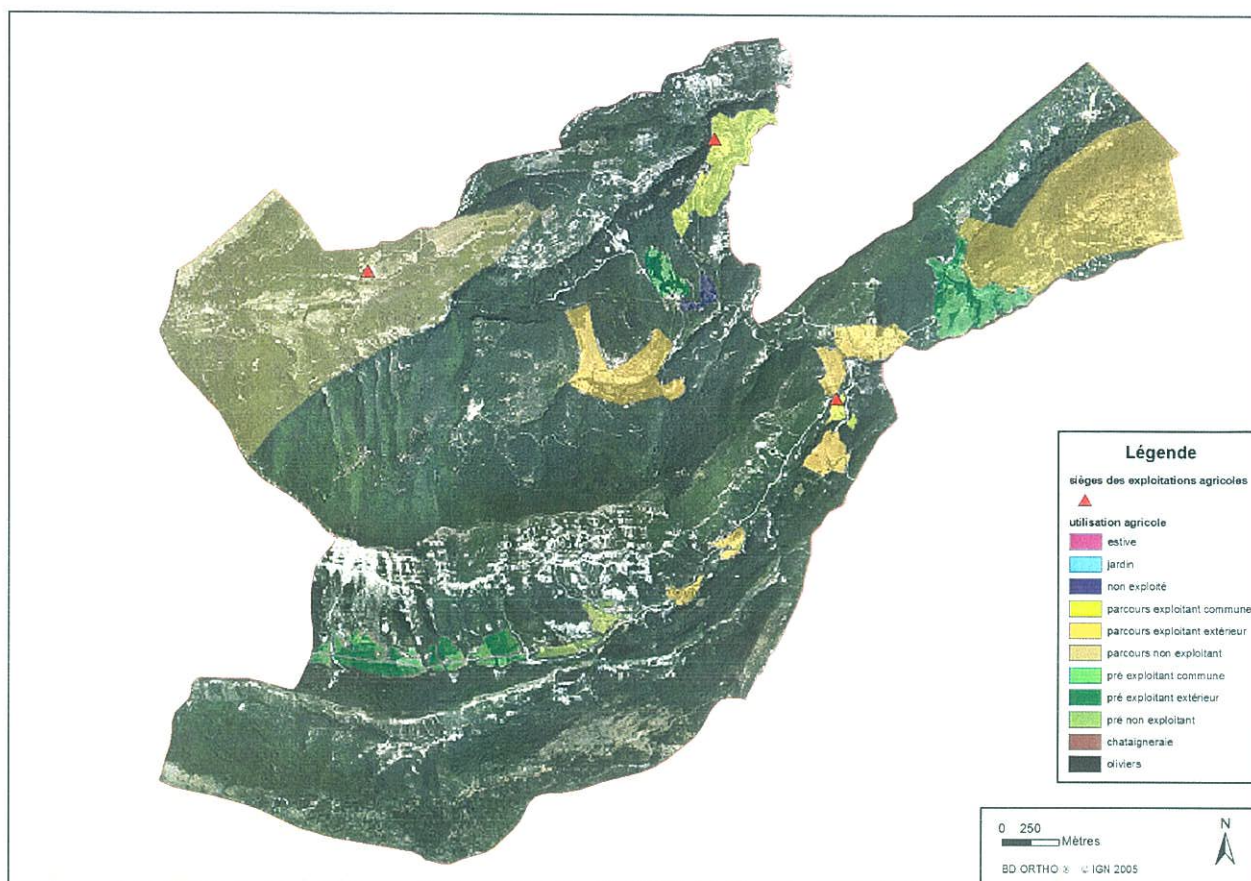 Légende
sièges des exploitations agricoles
utilisation agricole
estive
jardin
non exploité
parcours exploitant commune
parcours exploitant extérieur
parcours non exploitant
pré exploitant commune
pré exploitant extérieur
pré non exploitant
chataigneraie
oliviers
0 250
Mètres
N
BD ORTHO ® © IGN 2005